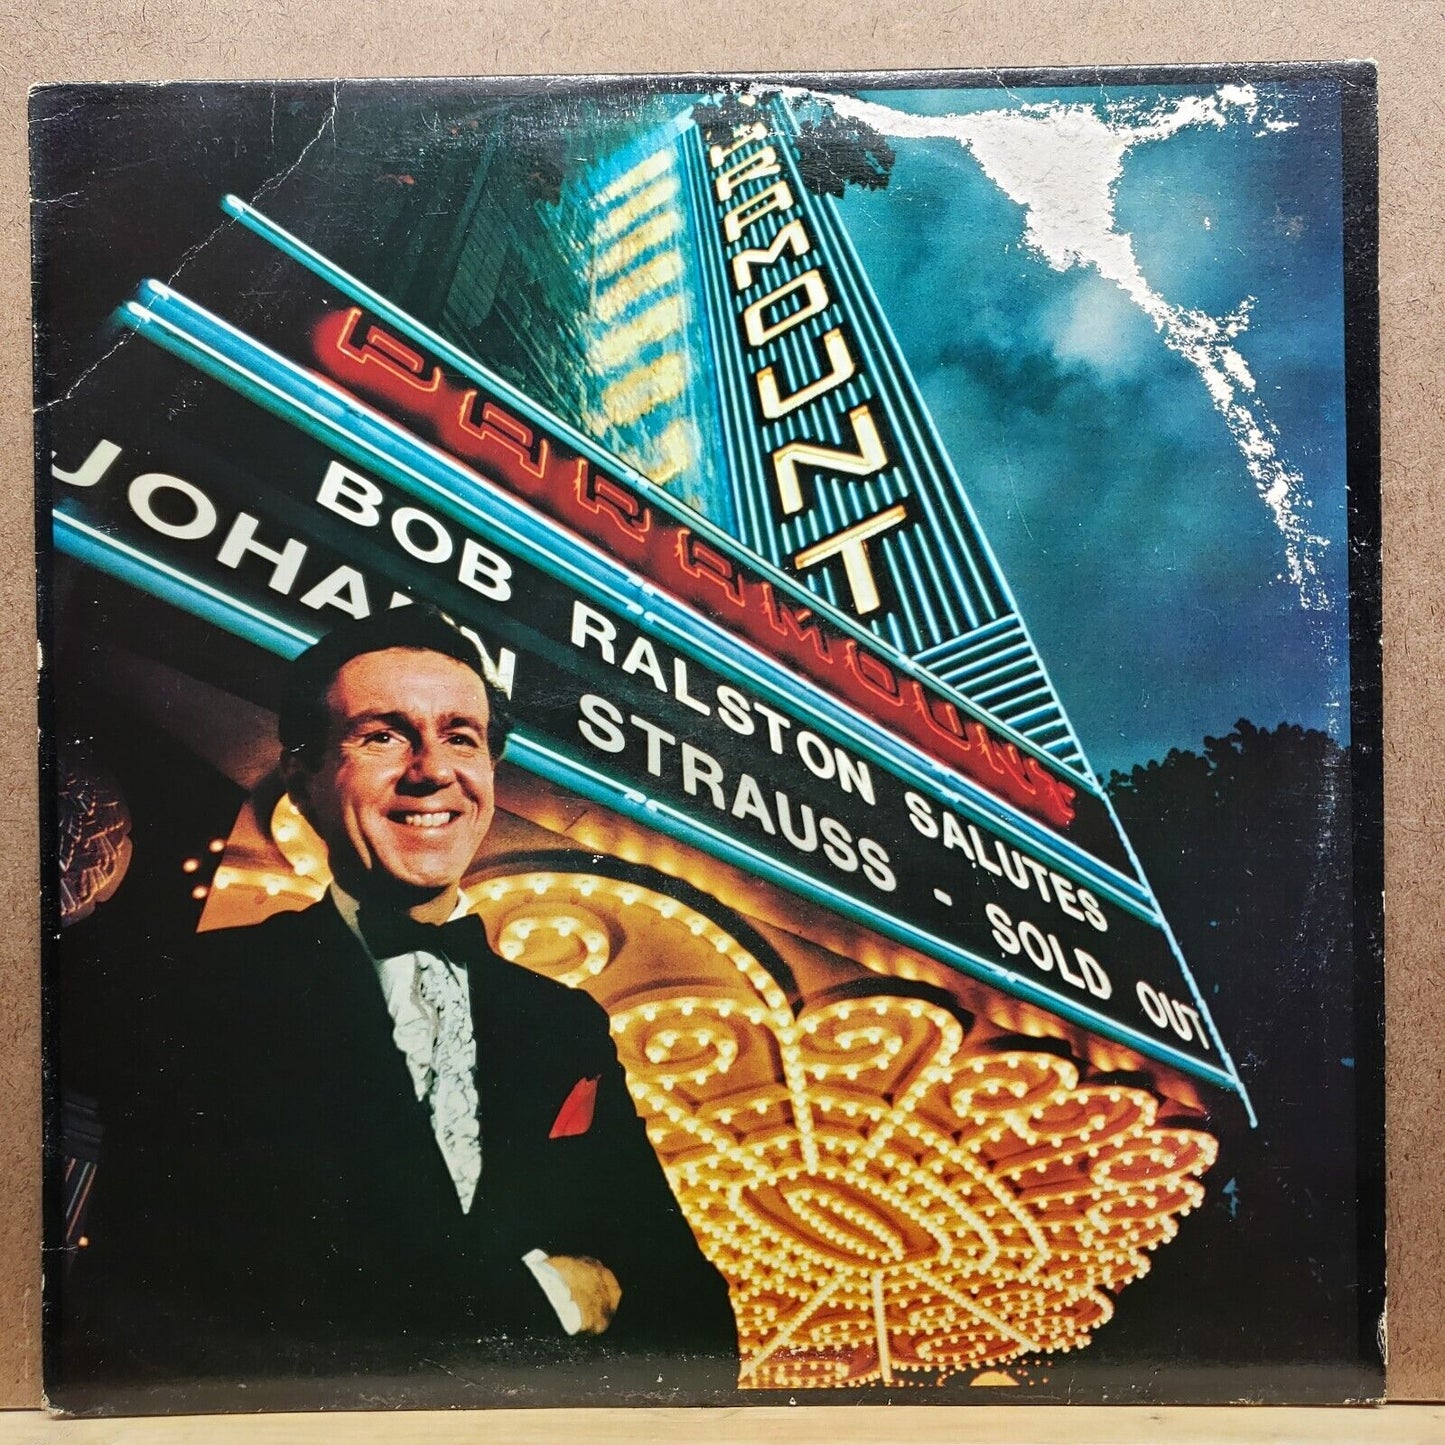 PARAMOUNT
PARAMOUNT
BOB RALSTON SALUTES
JOHANN STRAUSS - SOLD OUT